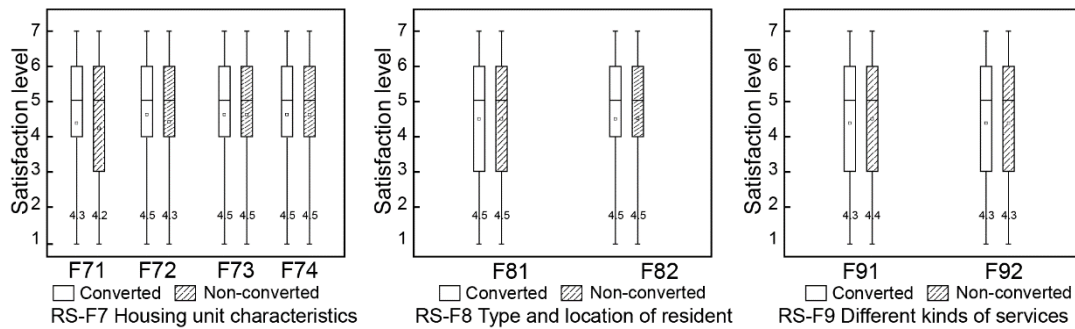 Satisfaction level
7
6
5
4
3
2
1
4.3 4.2 4.5 4.3 4.5 4.5 4.5 4.5
F71 F72 F73 F74
Converted Non-converted
RS-F7 Housing unit characteristics
Satisfaction level
7
6
5
4
3
2
1
4.5 4.5 4.5 4.5
F81 F82
Converted Non-converted
RS-F8 Type and location of resident
Satisfaction level
7
6
5
4
3
2
1
4.3 4.4 4.3 4.3
F91 F92
Converted Non-converted
RS-F9 Different kinds of services